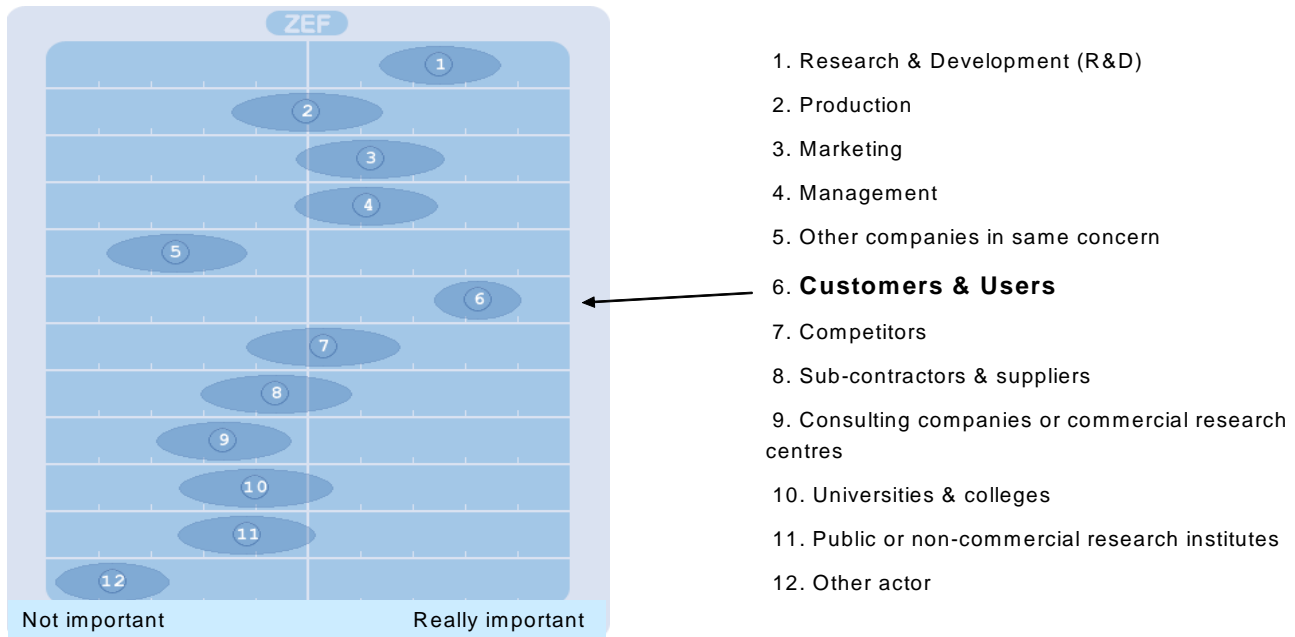 ZEF
1
2
3
4
5
6
7
8
9
10
11
12
Not important
Really important
1. Research & Development (R&D)
2. Production
3. Marketing
4. Management
5. Other companies in same concern
6. Customers & Users
7. Competitors
8. Sub-contractors & suppliers
9. Consulting companies or commercial research
centres
10. Universities & colleges
11. Public or non-commercial research institutes
12. Other actor